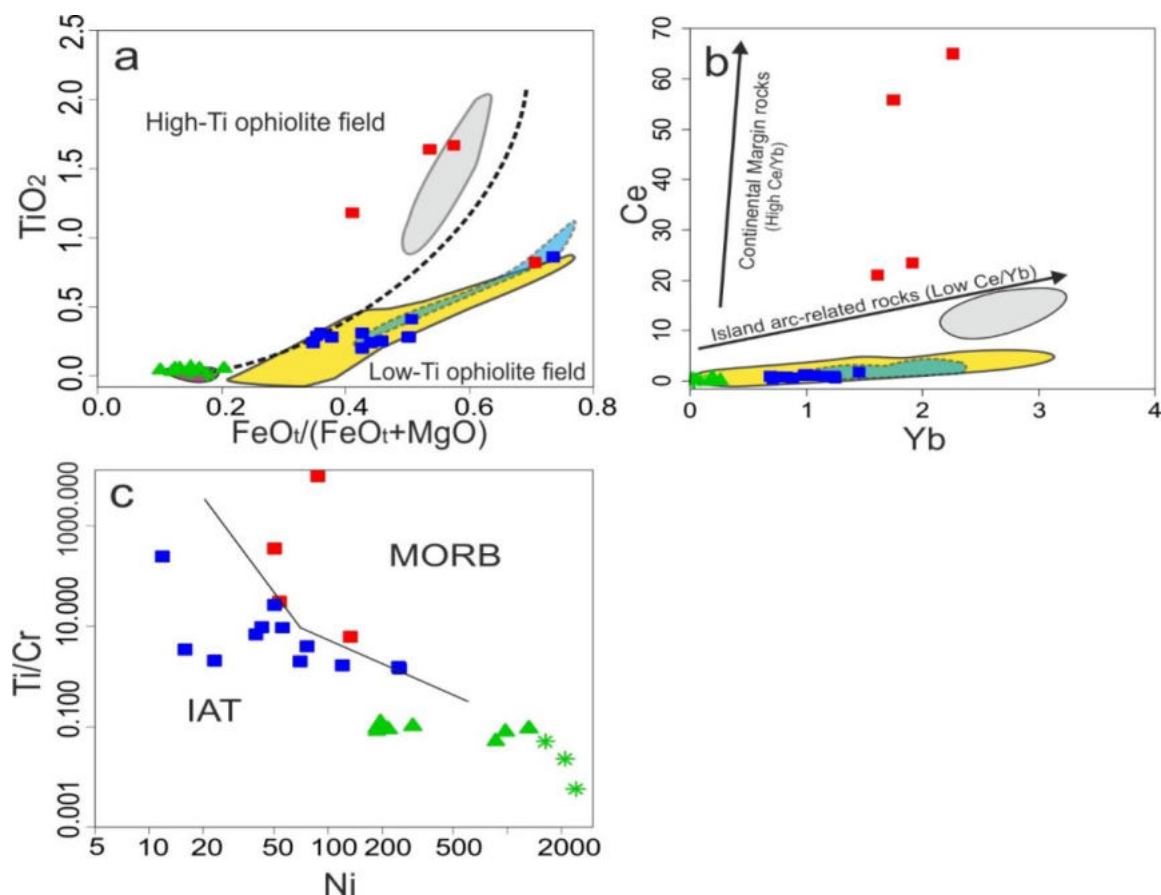 a
2.5
2.0
1.5
1.0
0.5
0.0
TiO₂
High-Ti ophiolite field
Low-Ti ophiolite field
0.0 0.2 0.4 0.6 0.8
FeOt/(FeOt+MgO)
b
70
60
50
40
30
20
10
0
Ce
Continental Margin rocks
(High Ce/Yb)
Island arc-related rocks (Low Ce/Yb)
0 1 2 3 4
Yb
c
1000.000
10.000
0.100
0.001
Ti/Cr
MORB
IAT
5 10 20 50 100 200 500 2000
Ni